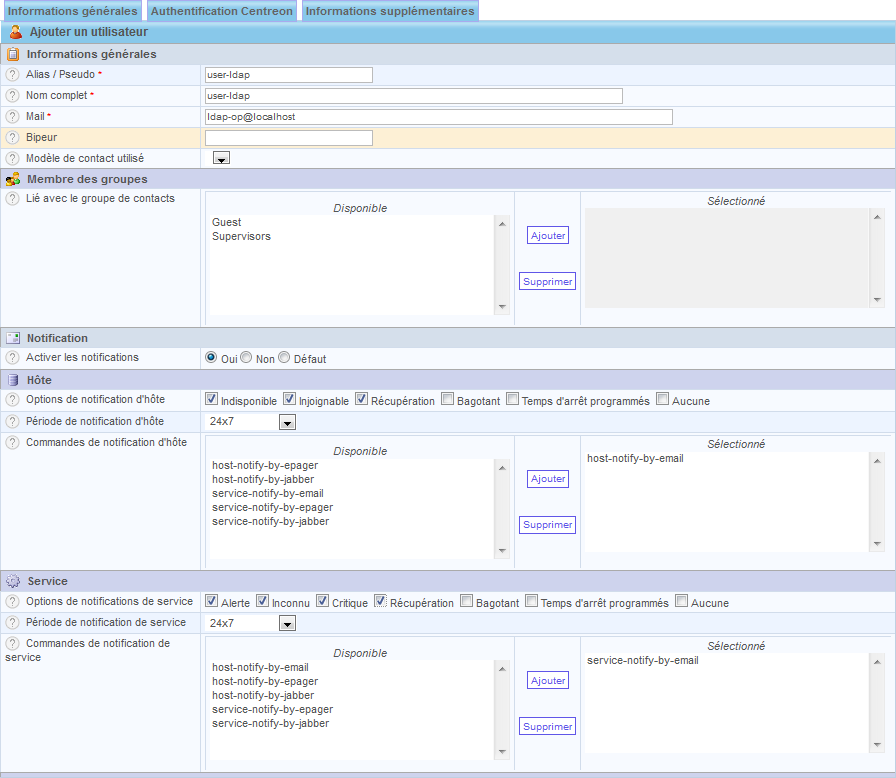 Informations générales Authentification Centreon Informations supplémentaires
Ajouter un utilisateur
Informations générales
? Alias / Pseudo * user-ldap
? Nom complet * user-ldap
? Mail * ldap-op@localhost
? Bipeur
? Modèle de contact utilisé
Membre des groupes
? Lié avec le groupe de contacts
Disponible
Guest
Supervisors
Ajouter
Supprimer
Sélectionné
Notification
? Activer les notifications Oui Non Défaut
Hôte
? Options de notification d'hôte Indisponible Injoignable Récupération Bagotant Temps d'arrêt programmés Aucune
? Période de notification d'hôte 24x7
? Commandes de notification d'hôte
Disponible
host-notify-by-epager
host-notify-by-jabber
service-notify-by-email
service-notify-by-epager
service-notify-by-jabber
Ajouter
Supprimer
Sélectionné
host-notify-by-email
Service
? Options de notifications de service Alerte Inconnu Critique Récupération Bagotant Temps d'arrêt programmés Aucune
? Période de notification de service 24x7
? Commandes de notification de
service
Disponible
host-notify-by-email
host-notify-by-epager
host-notify-by-jabber
service-notify-by-epager
service-notify-by-jabber
Ajouter
Supprimer
Sélectionné
service-notify-by-email